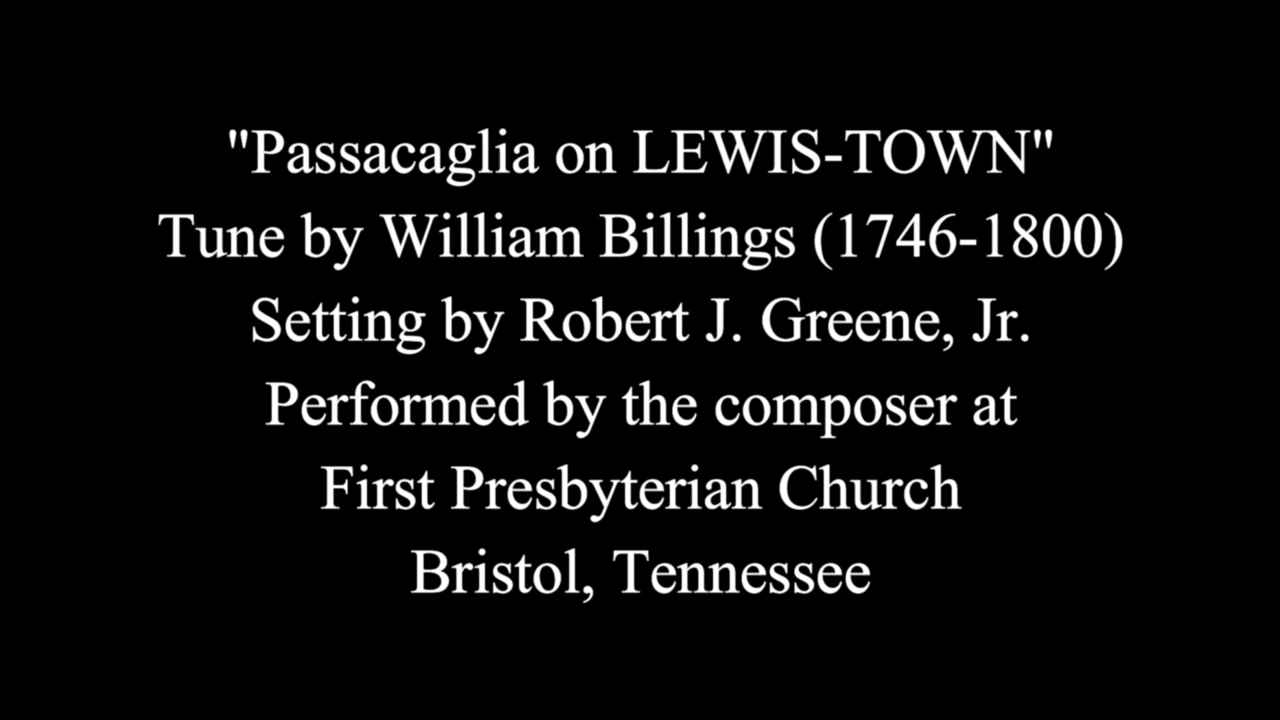 "Passacaglia on LEWIS-TOWN"
Tune by William Billings (1746-1800)
Setting by Robert J. Greene, Jr.
Performed by the composer at
First Presbyterian Church
Bristol, Tennessee